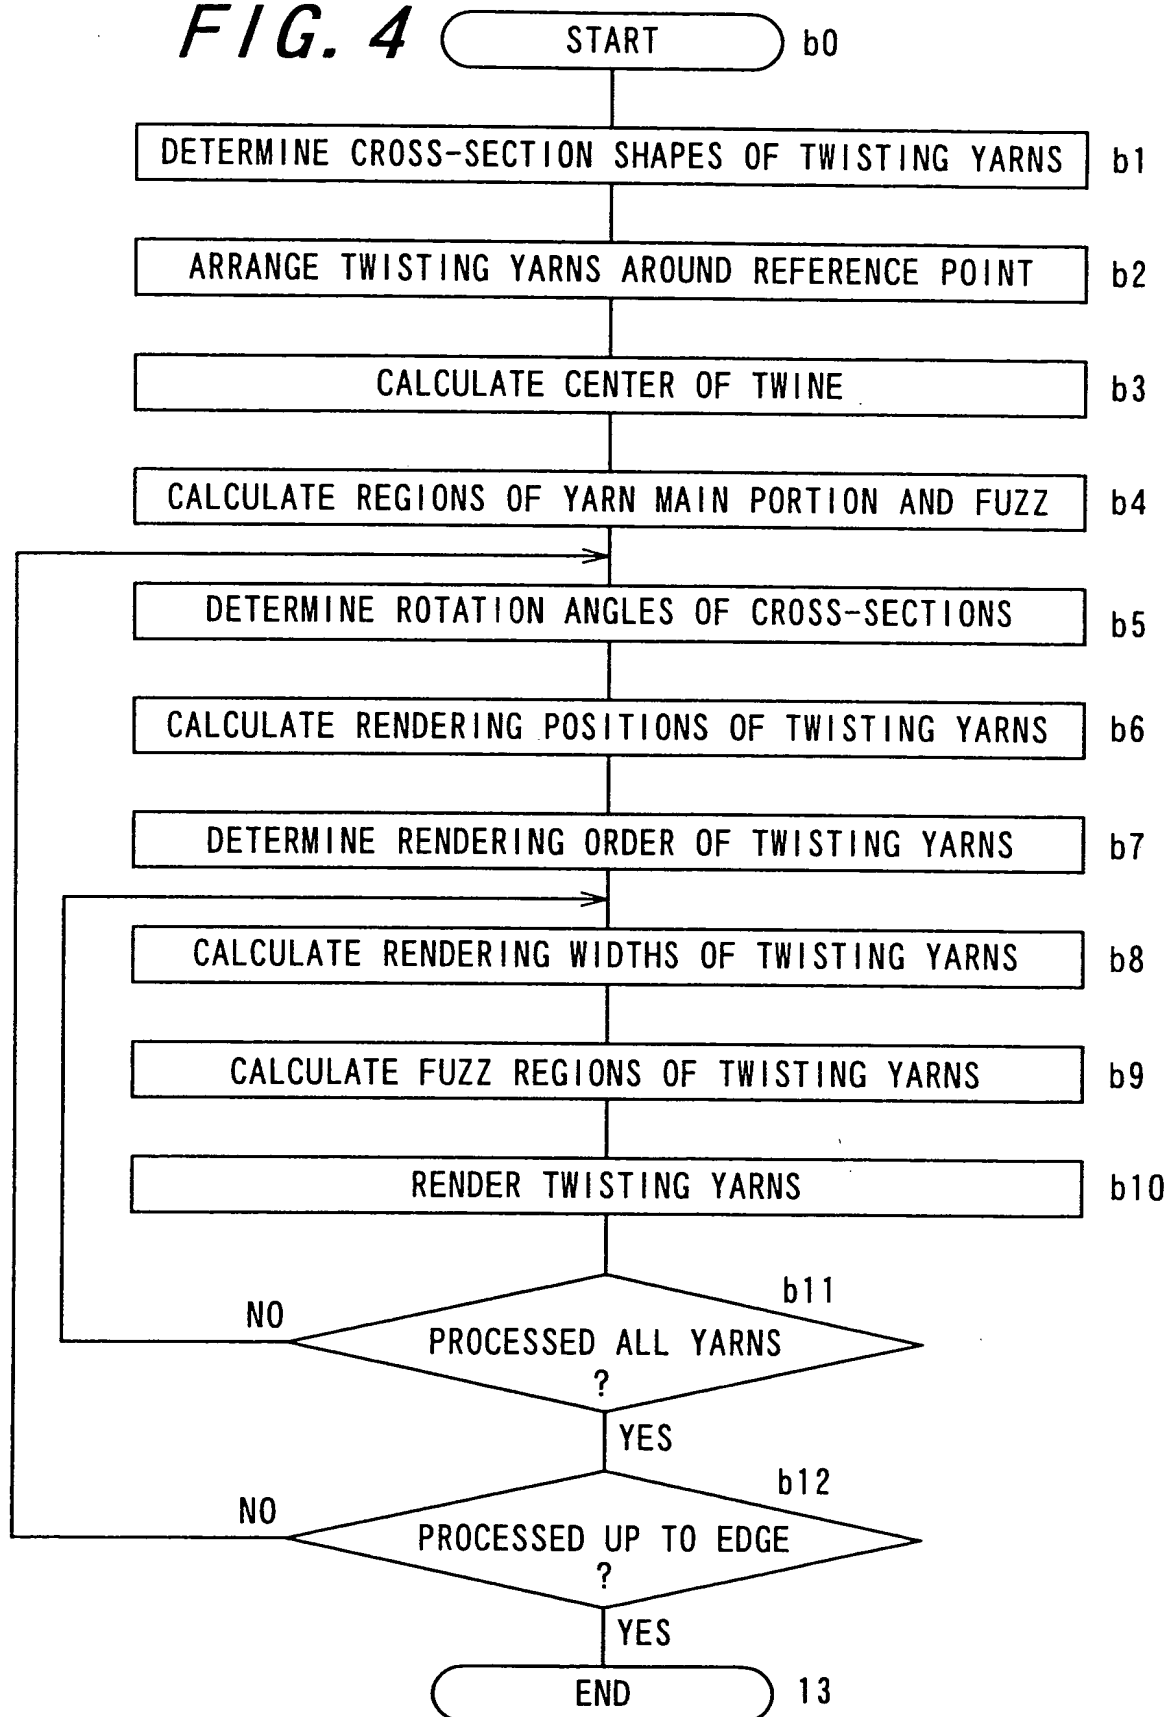 FIG. 4
START b0
DETERMINE CROSS-SECTION SHAPES OF TWISTING YARNS b1
ARRANGE TWISTING YARNS AROUND REFERENCE POINT b2
CALCULATE CENTER OF TWINE b3
CALCULATE REGIONS OF YARN MAIN PORTION AND FUZZ b4
DETERMINE ROTATION ANGLES OF CROSS-SECTIONS b5
CALCULATE RENDERING POSITIONS OF TWISTING YARNS b6
DETERMINE RENDERING ORDER OF TWISTING YARNS b7
CALCULATE RENDERING WIDTHS OF TWISTING YARNS b8
CALCULATE FUZZ REGIONS OF TWISTING YARNS b9
RENDER TWISTING YARNS b10
b11
NO
PROCESSED ALL YARNS
?
YES
b12
NO
PROCESSED UP TO EDGE
?
YES
END 13